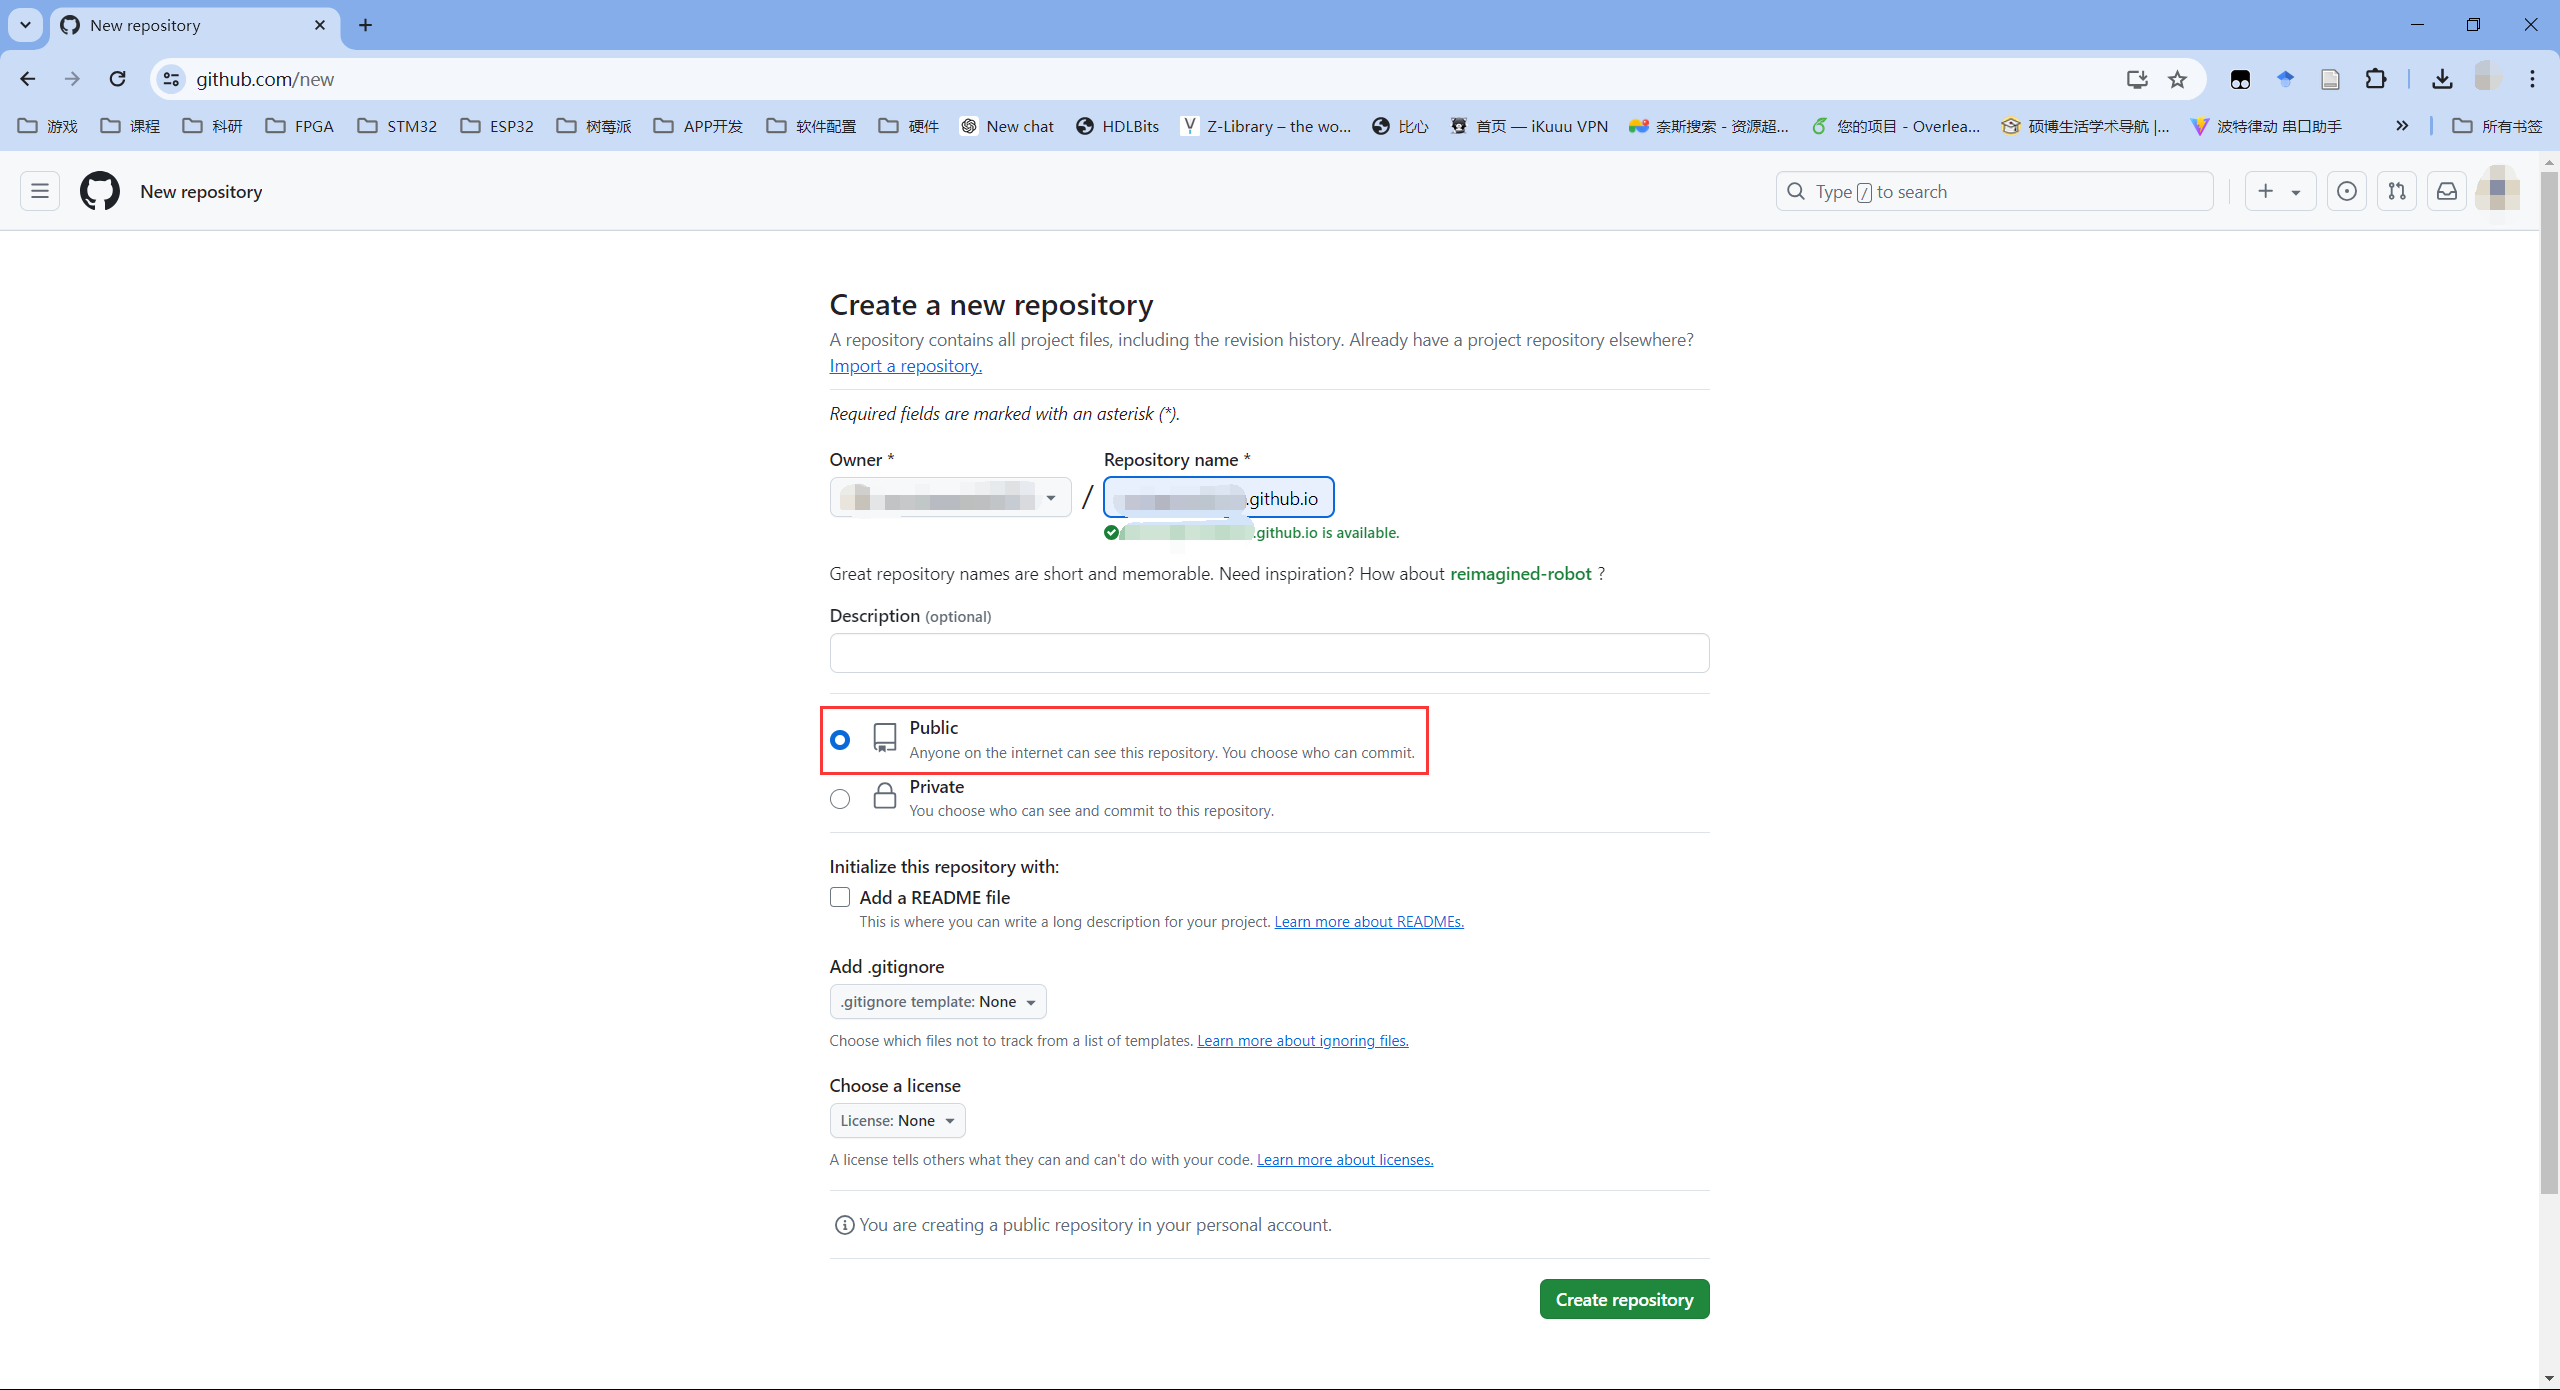 New repository
github.com/new
游戏 课程 科研 FPGA STM32 ESP32 树莓派 APP开发 软件配置 硬件 New chat HDLBits Z-Library – the wo... 比心 首页 — iKuuu VPN 奈斯搜索 - 资源超... 您的项目 - Overlea... 硕博生活学术导航 |... 波特律动 串口助手 » 所有书签
New repository Type / to search
Create a new repository
A repository contains all project files, including the revision history. Already have a project repository elsewhere?
Import a repository.
Required fields are marked with an asterisk (*).
Owner * Repository name *
/ .github.io
.github.io is available.
Great repository names are short and memorable. Need inspiration? How about reimagined-robot ?
Description (optional)
Public
Anyone on the internet can see this repository. You choose who can commit.
Private
You choose who can see and commit to this repository.
Initialize this repository with:
Add a README file
This is where you can write a long description for your project. Learn more about READMEs.
Add .gitignore
.gitignore template: None
Choose which files not to track from a list of templates. Learn more about ignoring files.
Choose a license
License: None
A license tells others what they can and can't do with your code. Learn more about licenses.
You are creating a public repository in your personal account.
Create repository